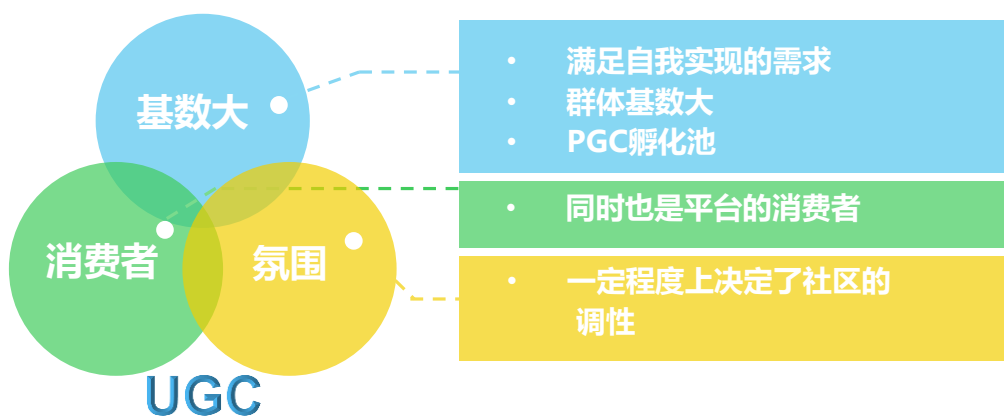 基数大
消费者
氛围
UGC
• 满足自我实现的需求
• 群体基数大
• PGC孵化池
• 同时也是平台的消费者
• 一定程度上决定了社区的
调性